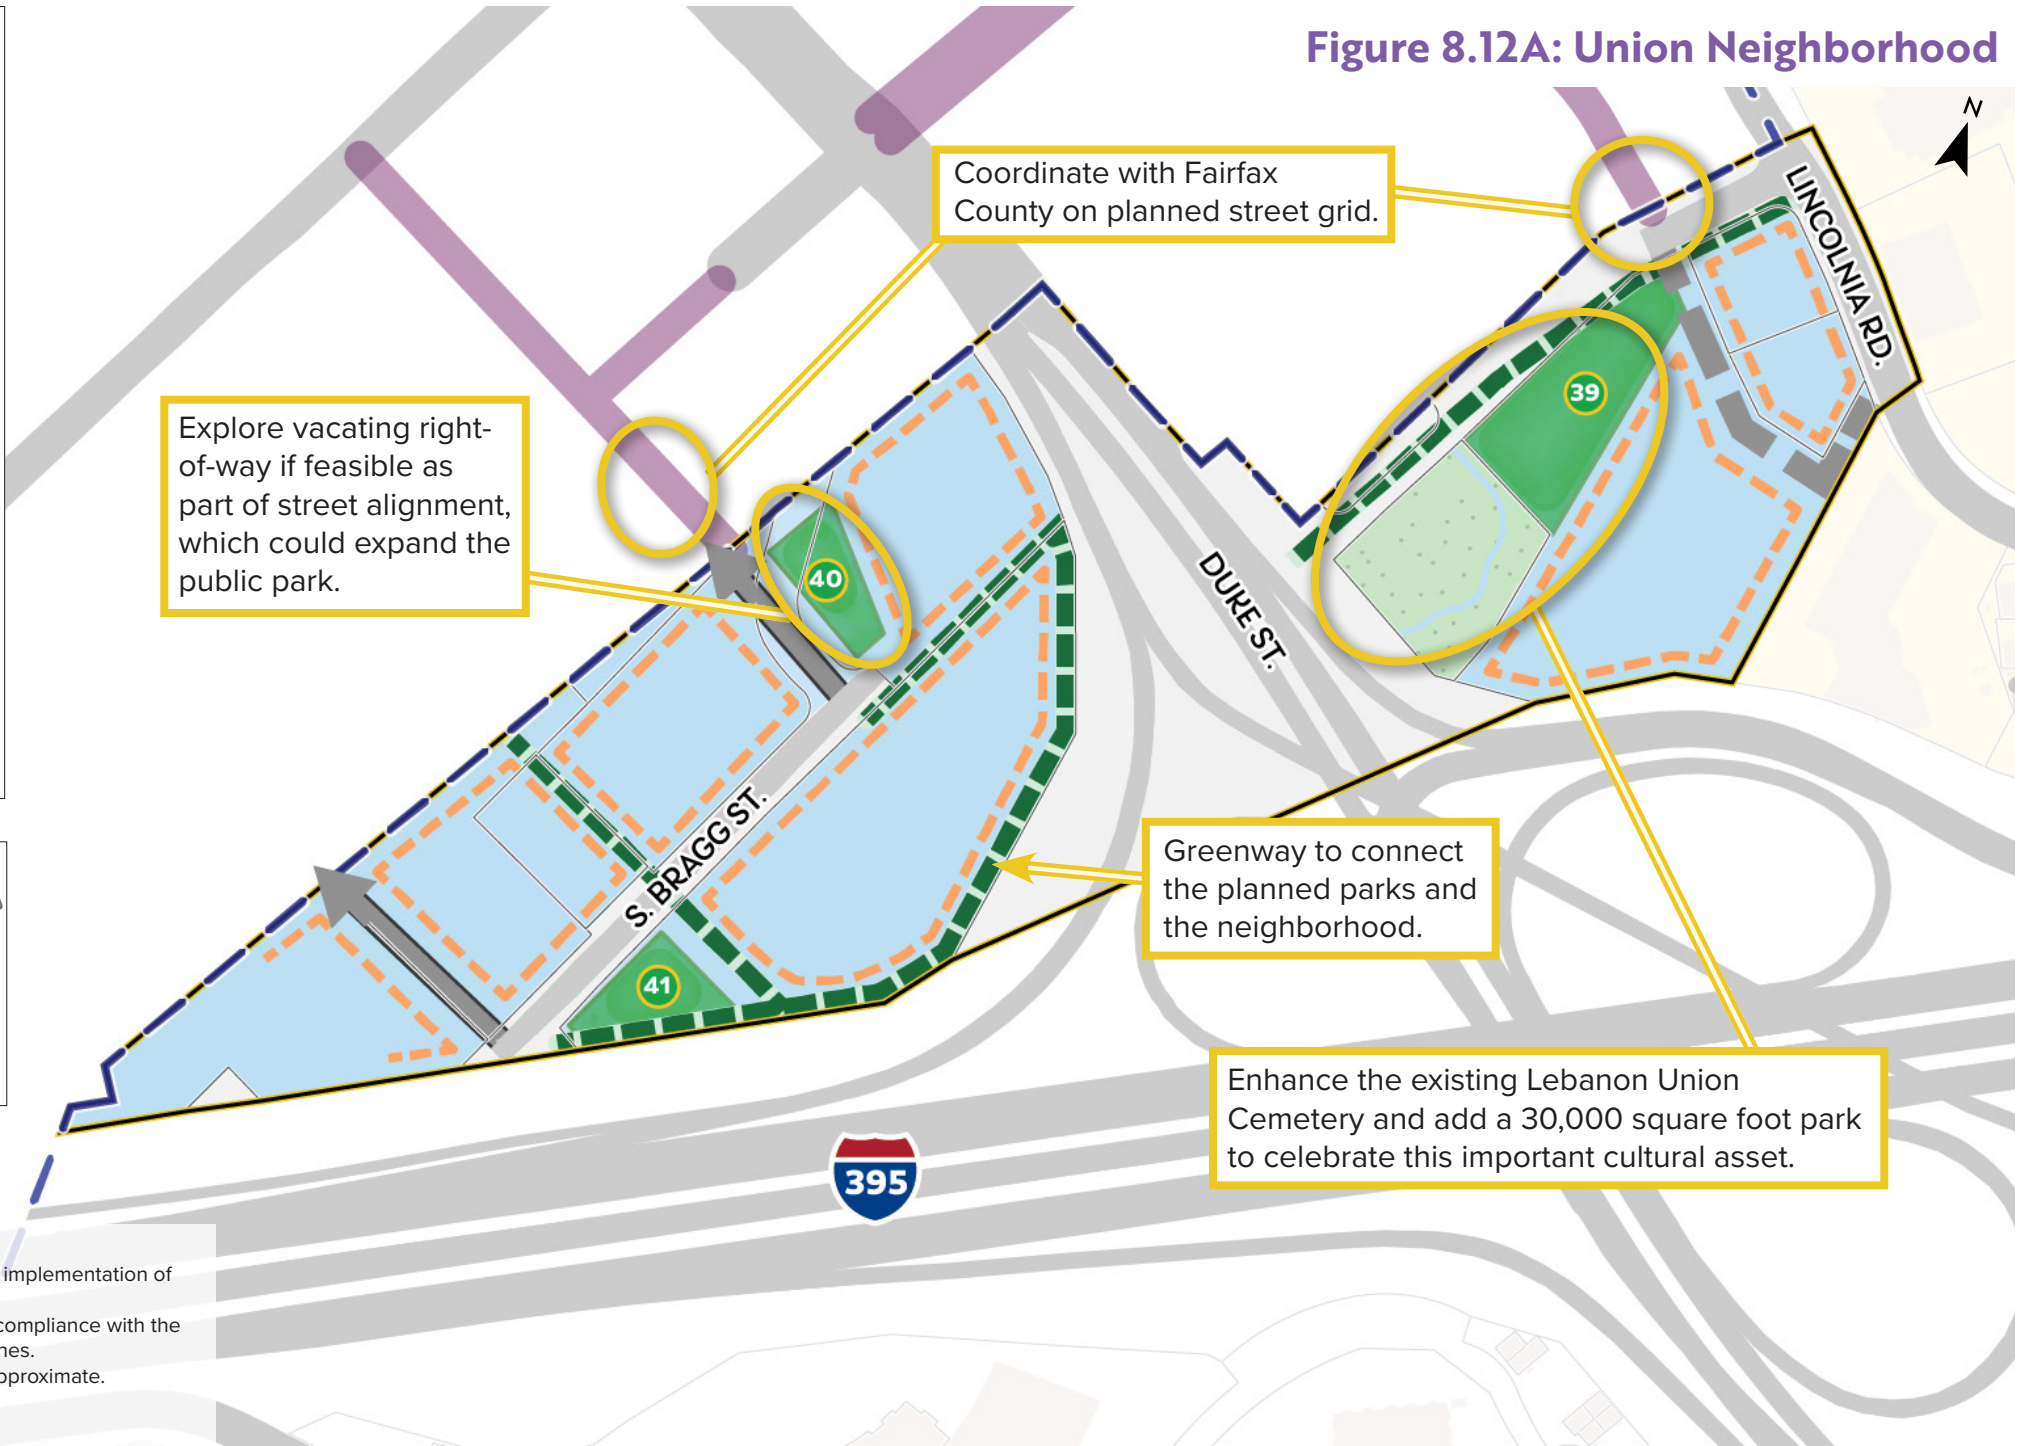 Figure 8.12A: Union Neighborhood
N
Coordinate with Fairfax
County on planned street grid.
LINCOLNIA RD.
Explore vacating right-
of-way if feasible as
part of street alignment,
which could expand the
public park.
39
40
DUKE ST.
S. BRAGG ST.
Greenway to connect
the planned parks and
the neighborhood.
41
Enhance the existing Lebanon Union
Cemetery and add a 30,000 square foot park
to celebrate this important cultural asset.
395
implementation of
compliance with the